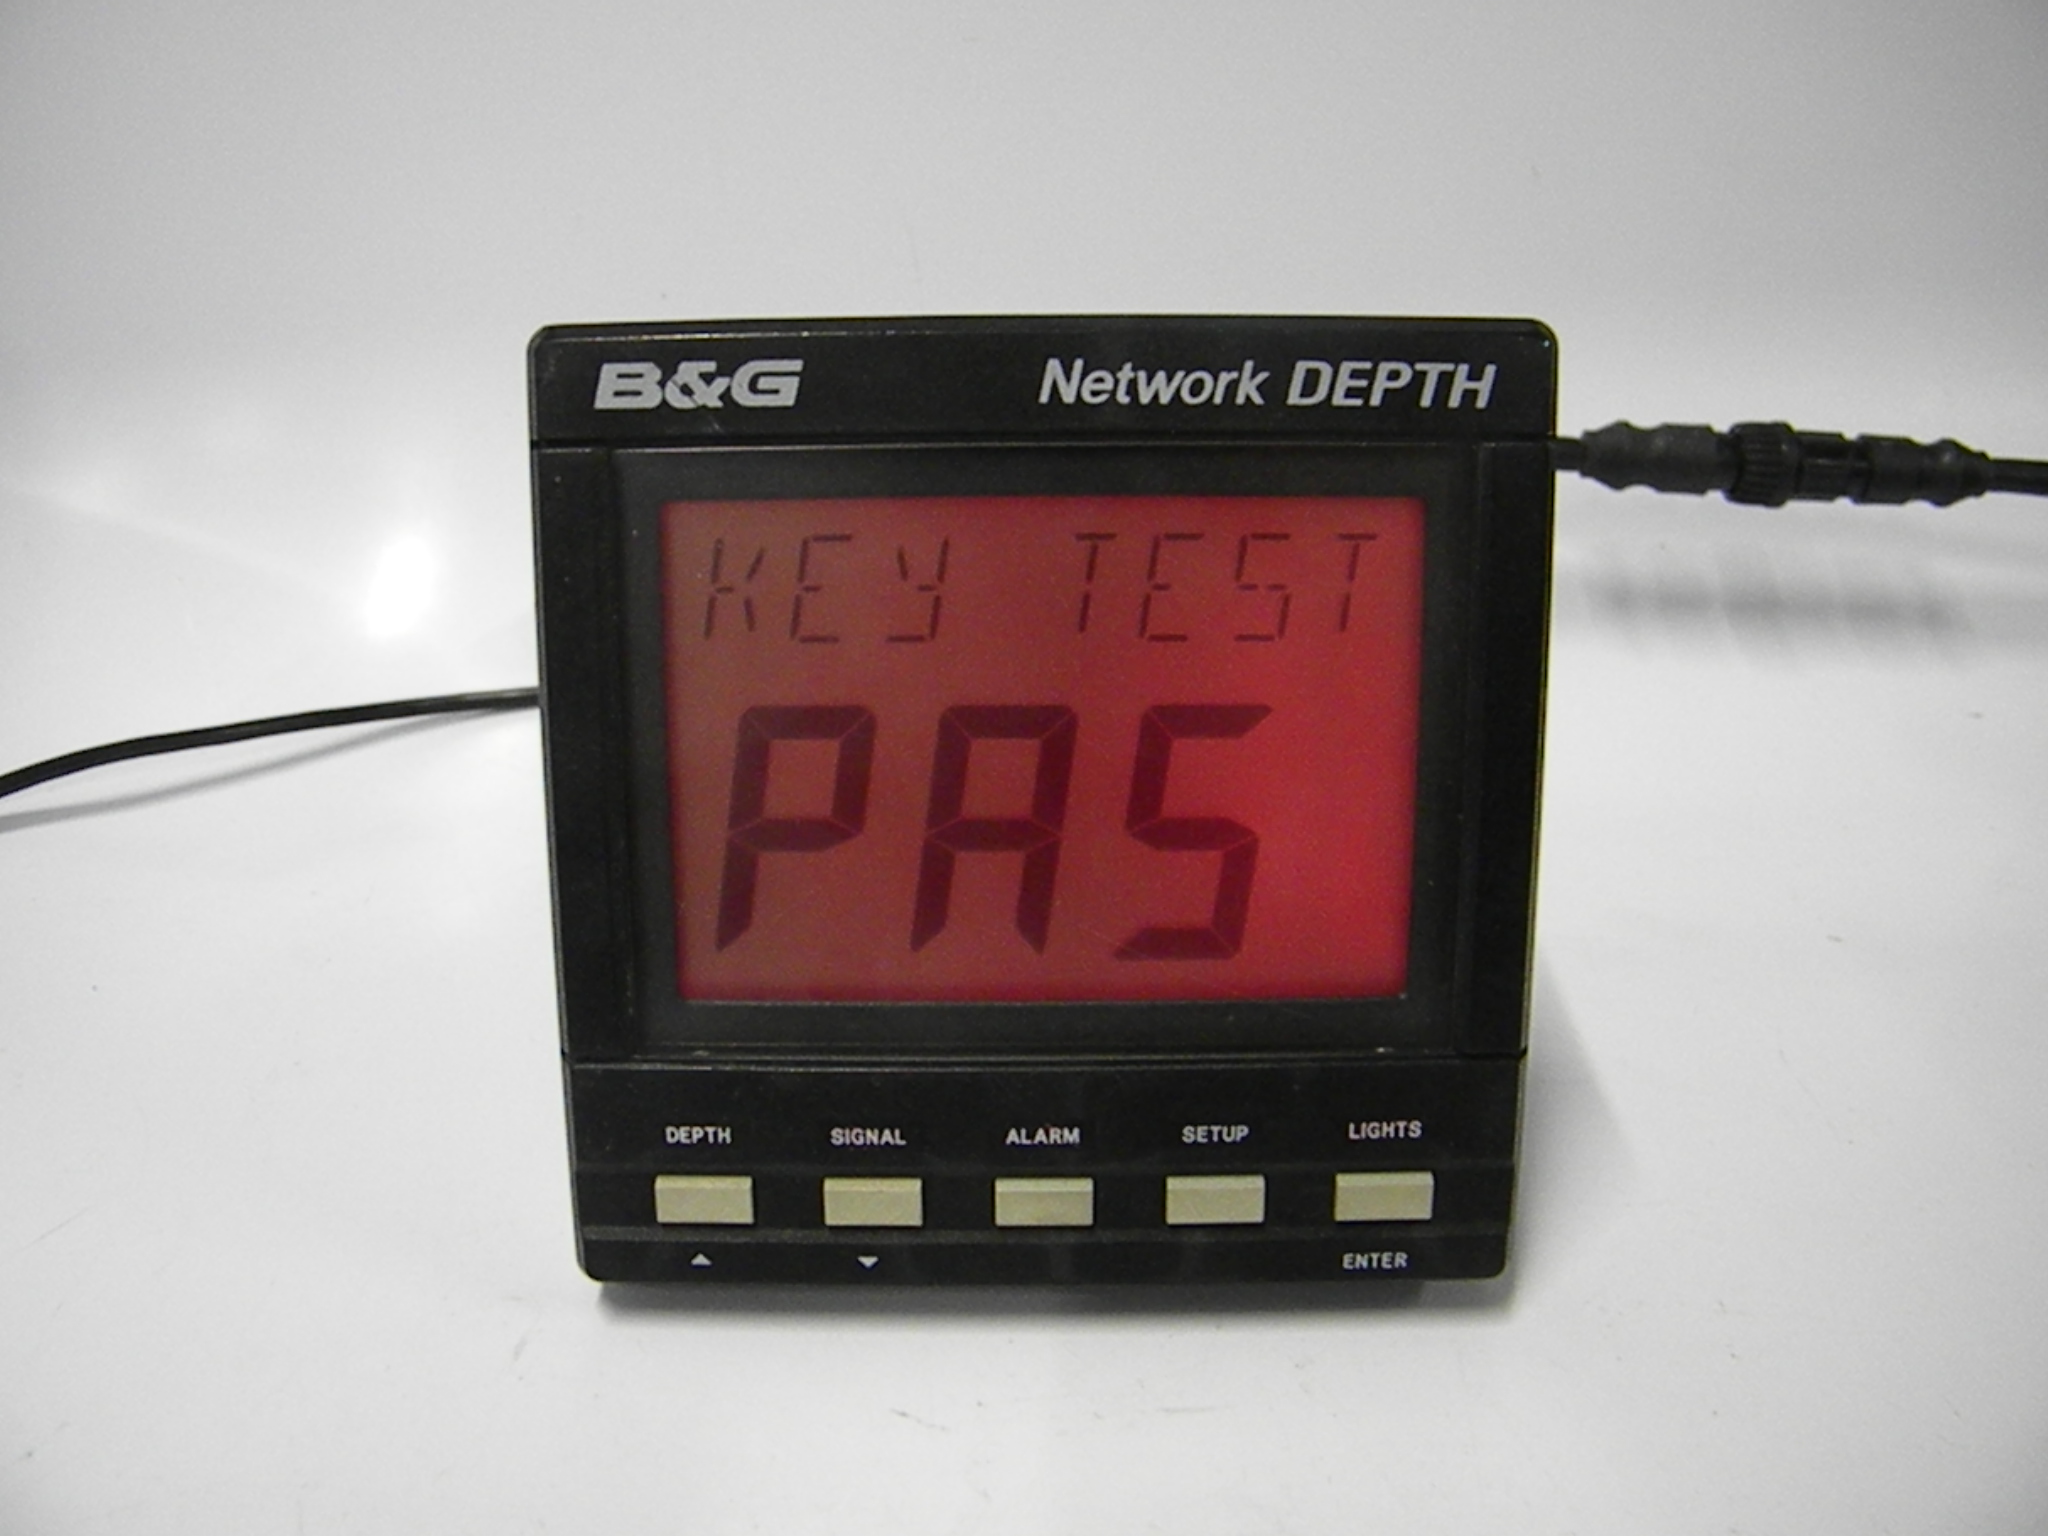 B&G Network DEPTH
KEY TEST
PAS
DEPTH SIGNAL ALARM SETUP LIGHTS
ENTER